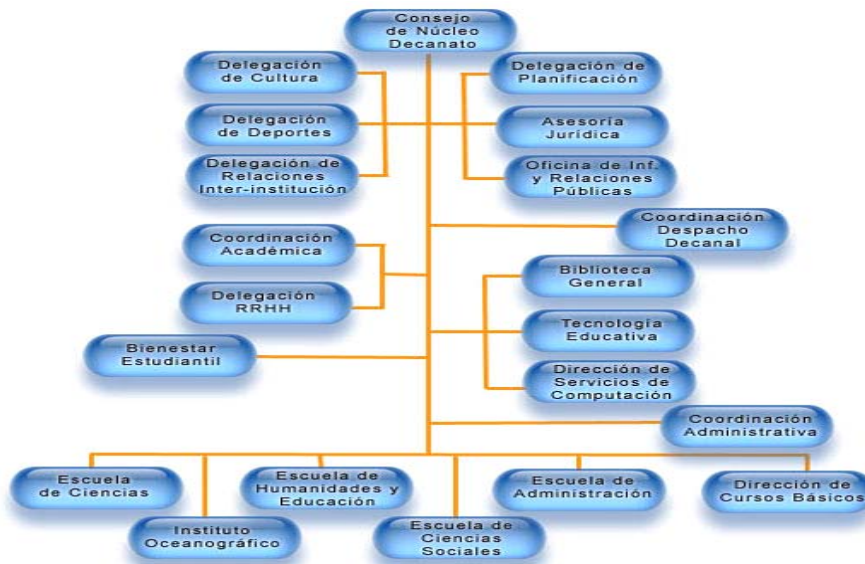 Consejo
de Núcleo
Decanato
Delegación
de Cultura
Delegación de
Planificación
Delegación
de Deportes
Asesoría
Jurídica
Delegación de
Relaciones
Inter-institución
Oficina de Inf.
y Relaciones
Públicas
Coordinación
Despacho
Decanal
Coordinación
Académica
Biblioteca
General
Delegación
RRHH
Tecnología
Educativa
Bienestar
Estudiantil
Dirección de
Servicios de
Computación
Coordinación
Administrativa
Escuela
de Ciencias
Escuela de
Humanidades y
Educación
Escuela de
Administración
Dirección de
Cursos Básicos
Instituto
Oceanográfico
Escuela de
Ciencias
Sociales